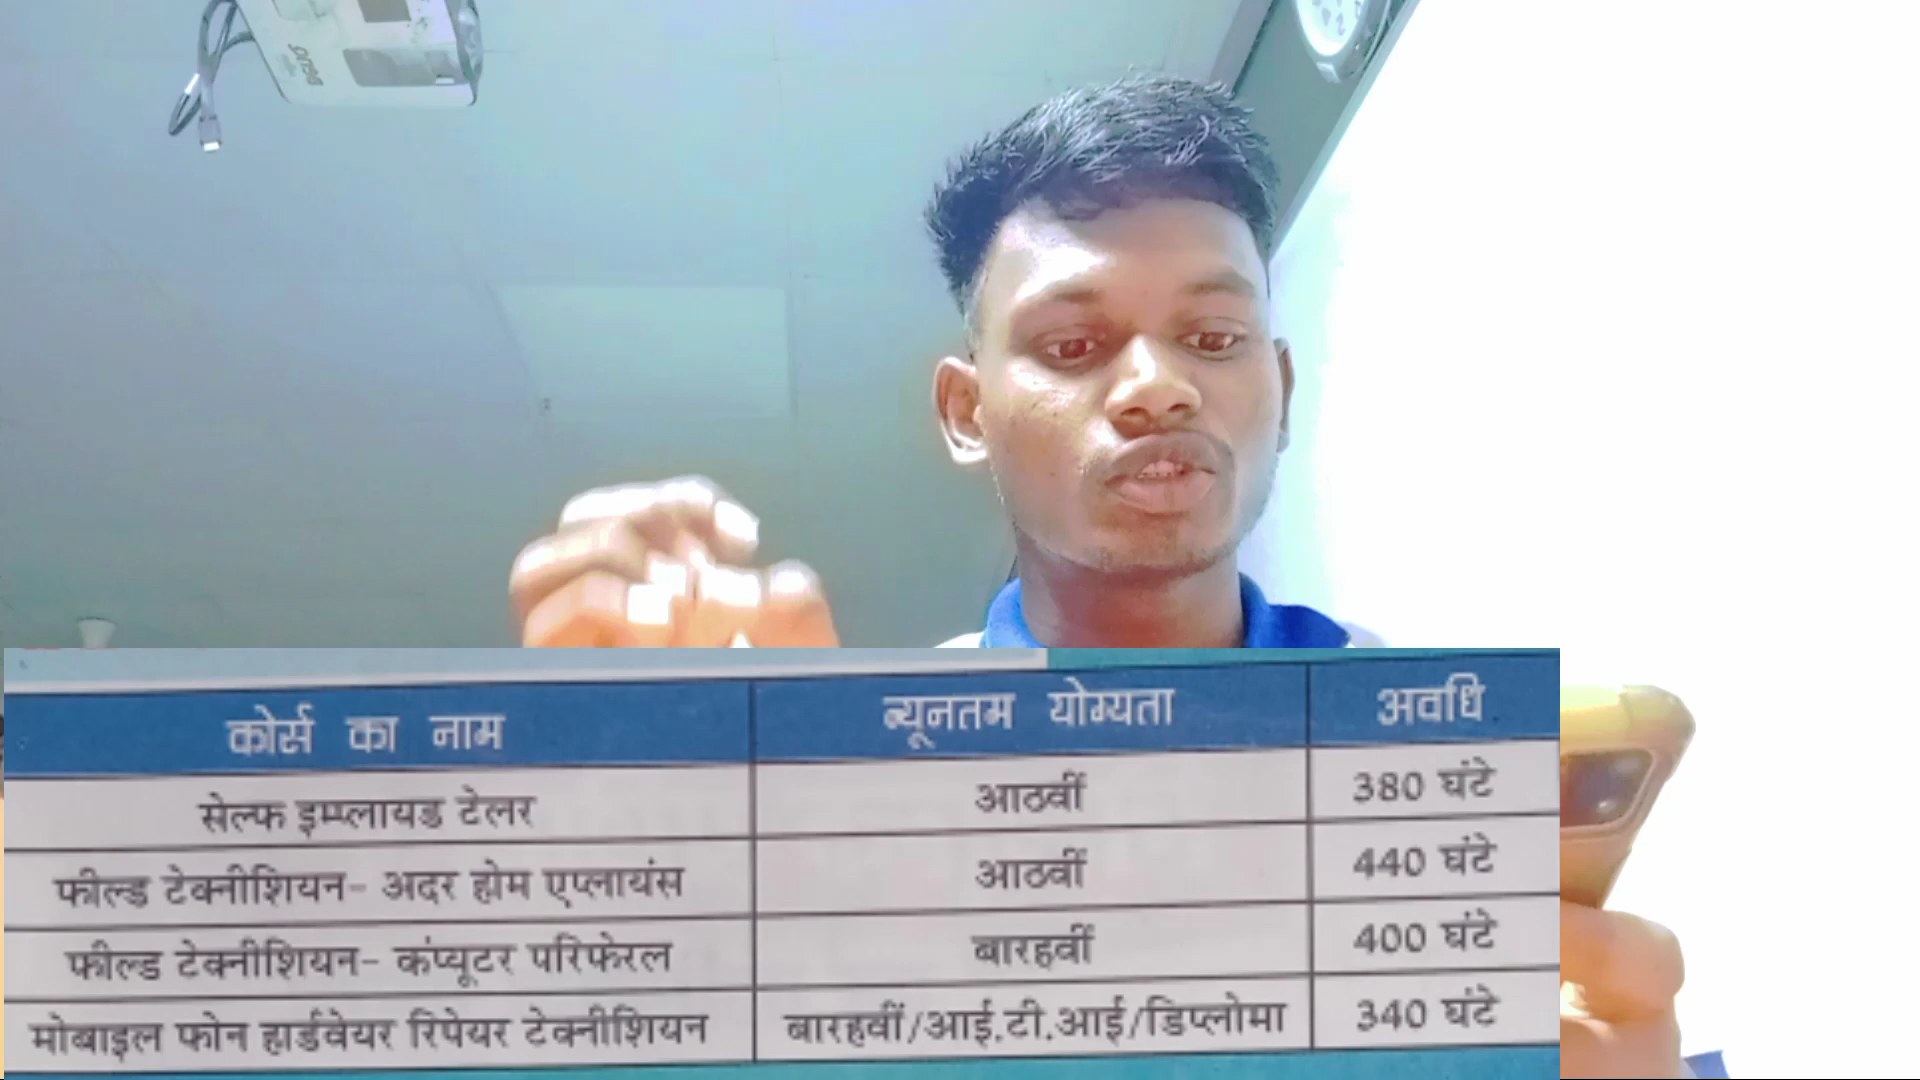 BenQ
कोर्स का नाम न्यूनतम योग्यता अवधि
सेल्फ इम्प्लायड टेलर आठवीं 380 घंटे
फील्ड टेक्नीशियन- अदर होम एप्लायंस आठवीं 440 घंटे
फील्ड टेक्नीशियन- कंप्यूटर परिफेरल बारहवीं 400 घंटे
मोबाइल फोन हार्डवेयर रिपेयर टेक्नीशियन बारहवीं/आई.टी.आई/डिप्लोमा 340 घंटे